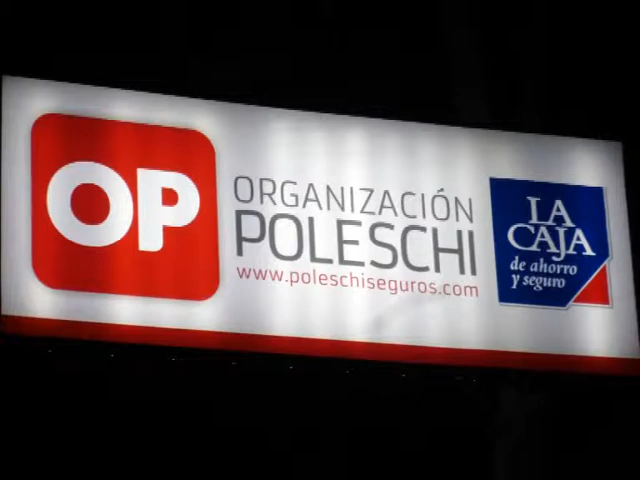 OP
ORGANIZACIÓN
POLESCHI
www.poleschiseguros.com
LA
CAJA
de ahorro
y seguro